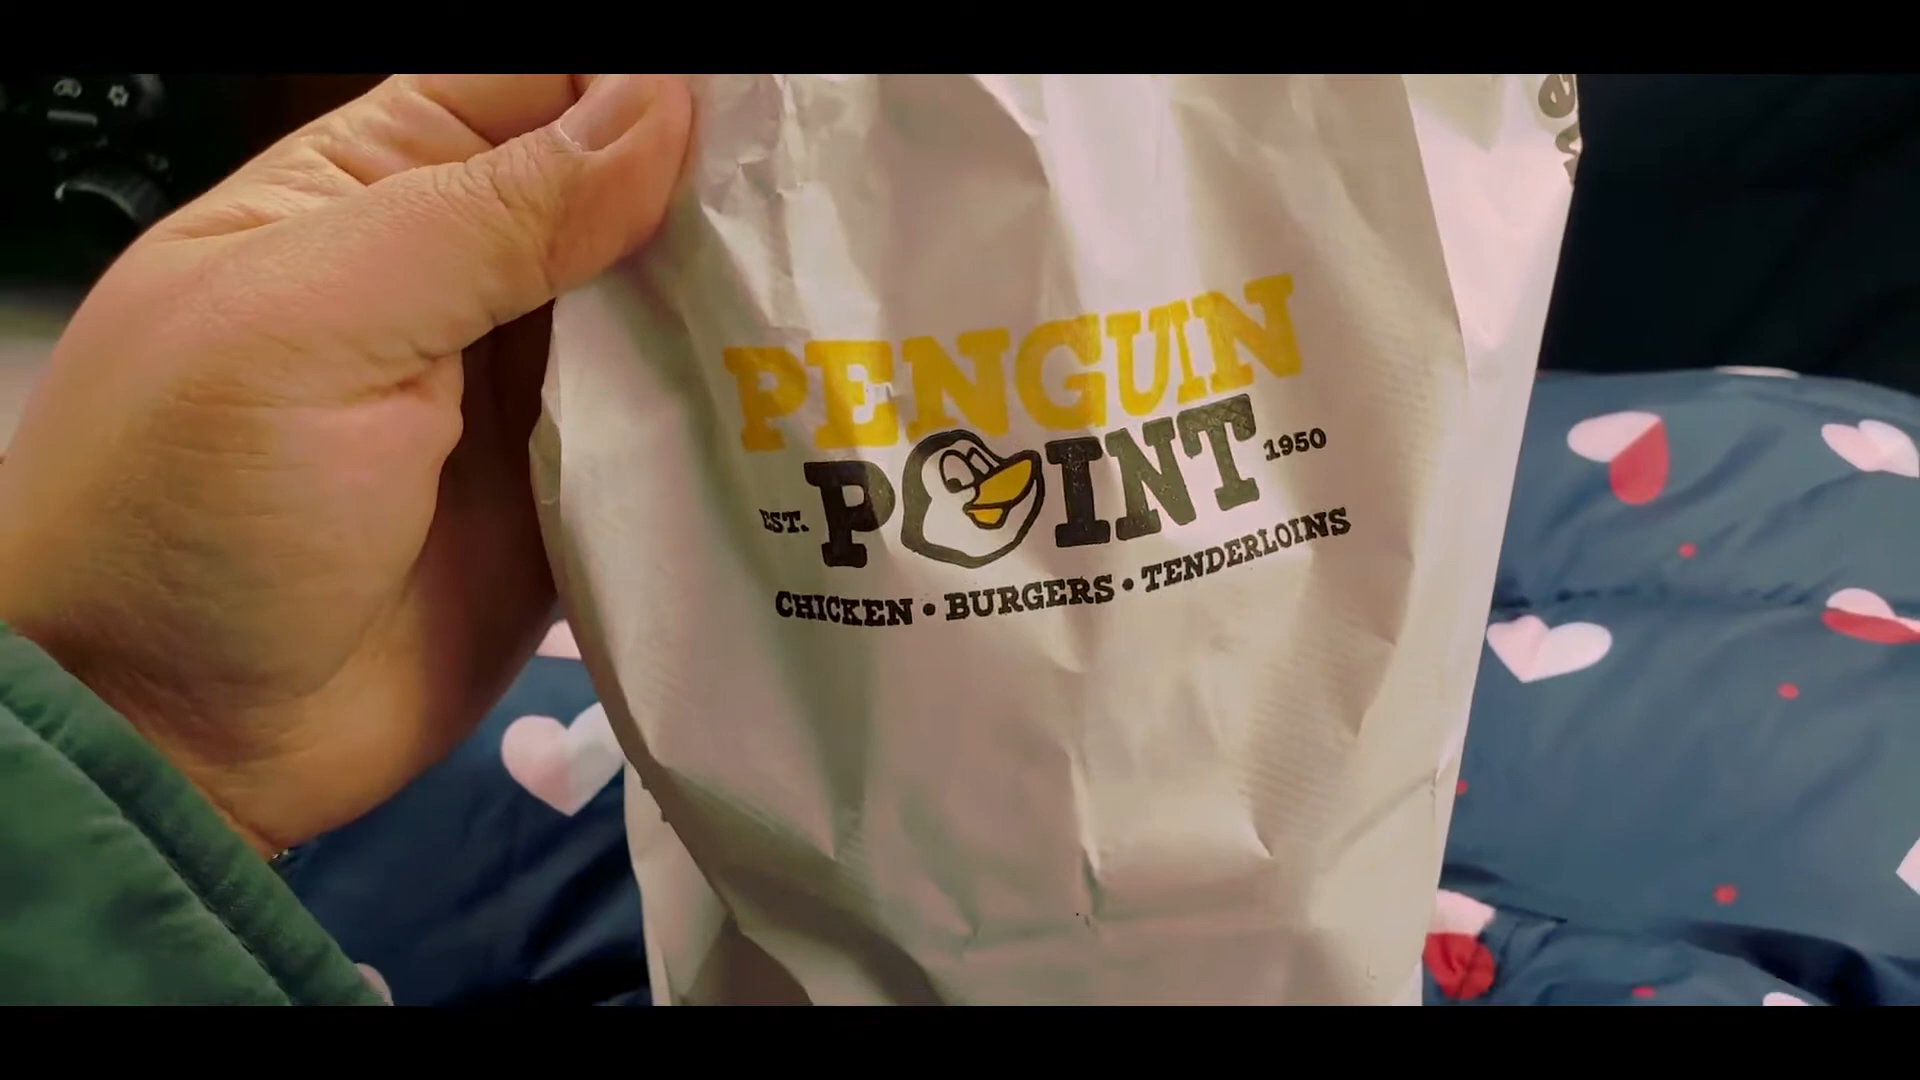 PENGUIN
EST. POINT 1950
CHICKEN • BURGERS • TENDERLOINS